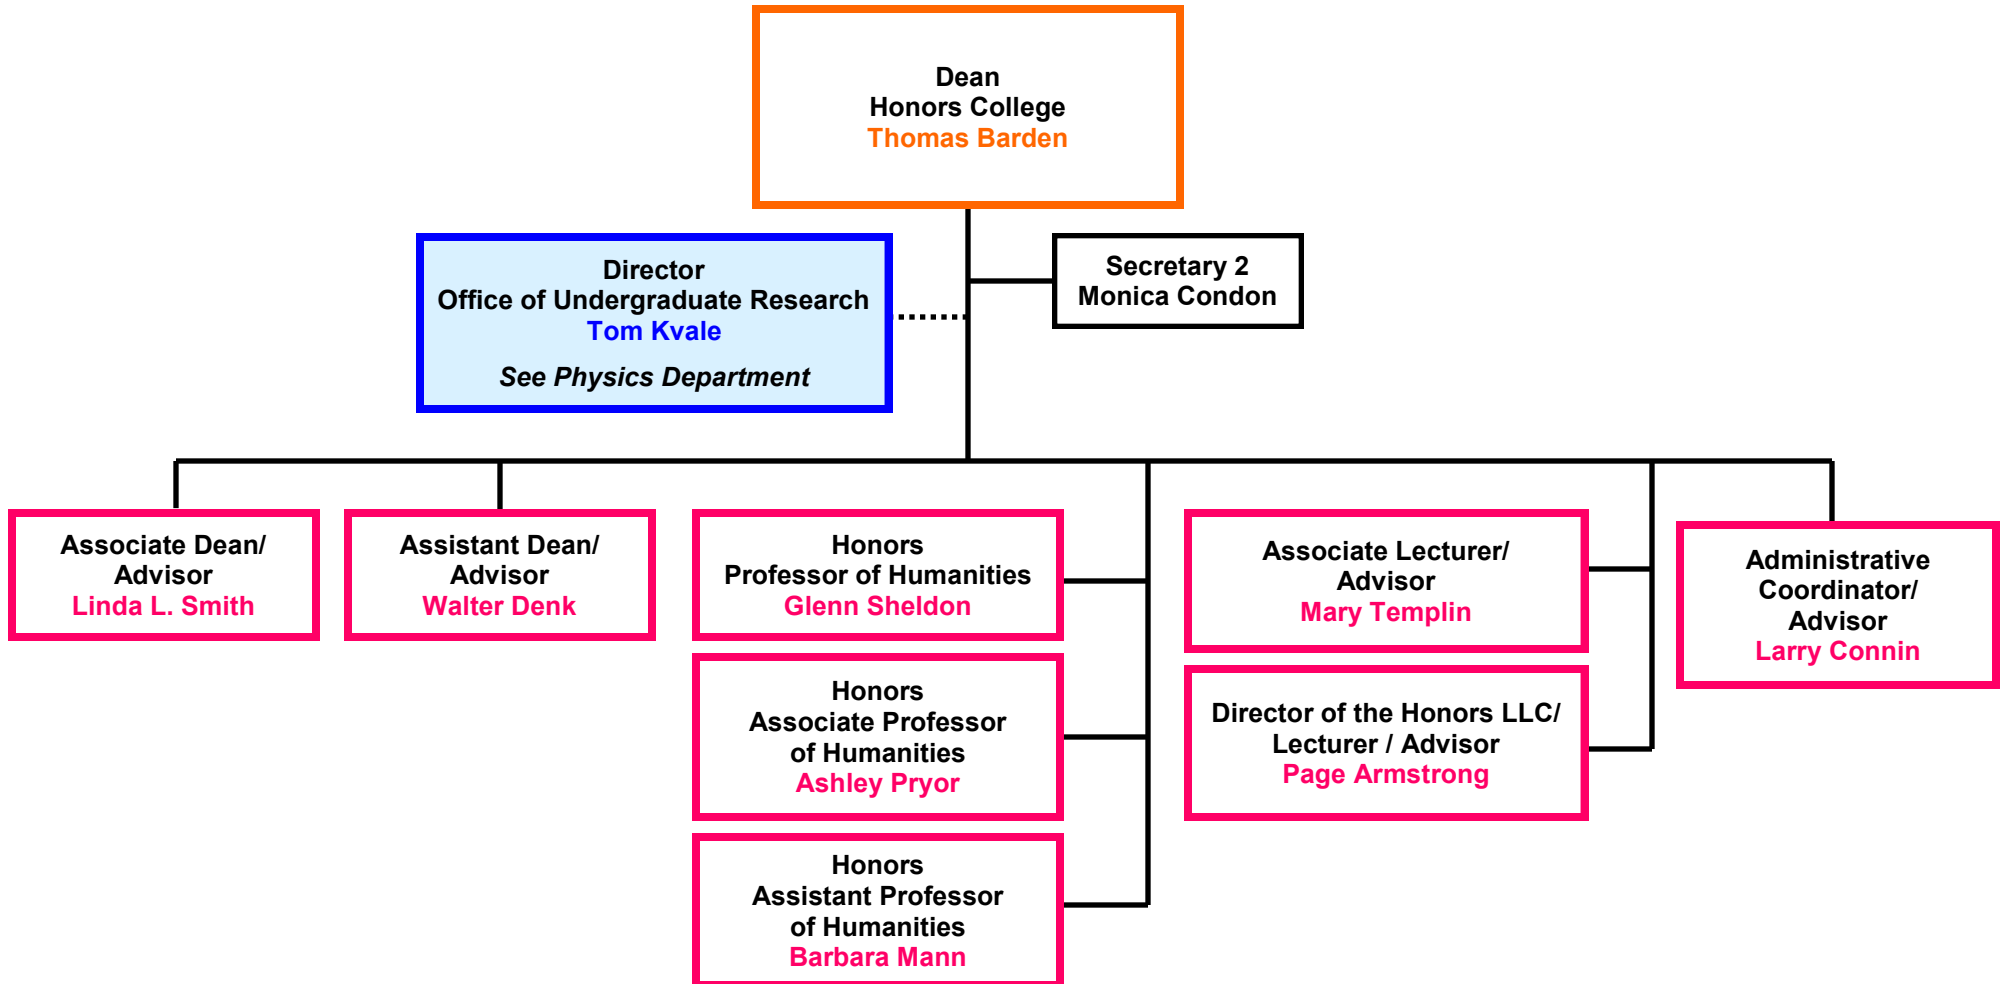 Dean
Honors College
Thomas Barden
Director
Office of Undergraduate Research
Tom Kvale
See Physics Department
Secretary 2
Monica Condon
Associate Dean/
Advisor
Linda L. Smith
Assistant Dean/
Advisor
Walter Denk
Honors
Professor of Humanities
Glenn Sheldon
Honors
Associate Professor
of Humanities
Ashley Pryor
Honors
Assistant Professor
of Humanities
Barbara Mann
Associate Lecturer/
Advisor
Mary Templin
Director of the Honors LLC/
Lecturer / Advisor
Page Armstrong
Administrative
Coordinator/
Advisor
Larry Connin